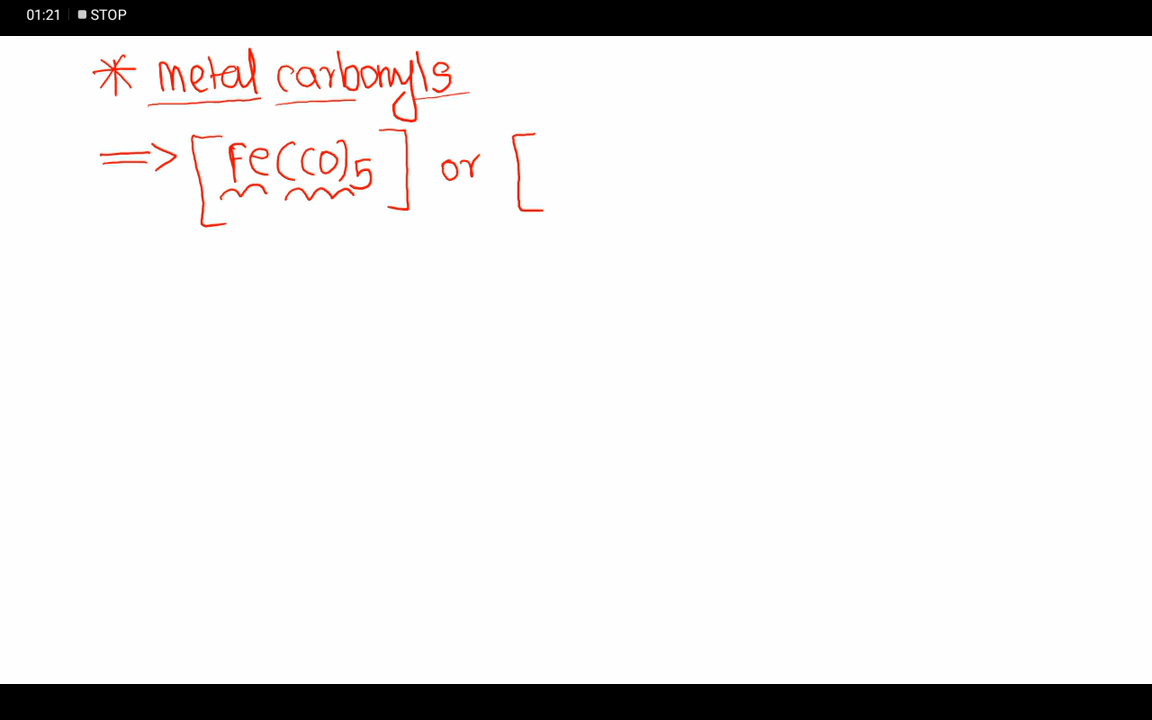 01:21 STOP
* metal carbonyls
=> [Fe(CO)5] or [